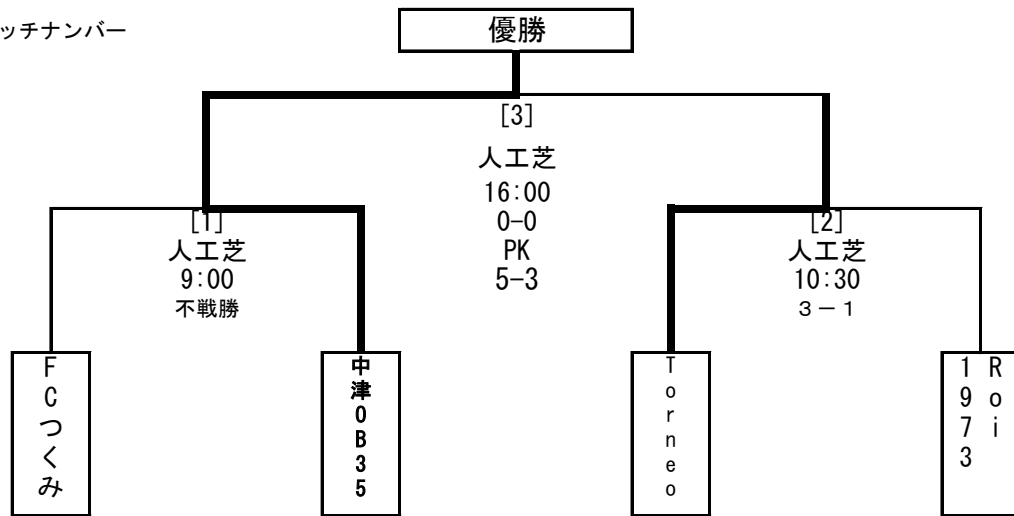 ッチナンバー
優勝
[3]
人工芝
16:00
0-0
PK
5-3
[1]
人工芝
9:00
不戦勝
[2]
人工芝
10:30
3－1
FCつくみ
中津OB35
Torneo
Roi
1973